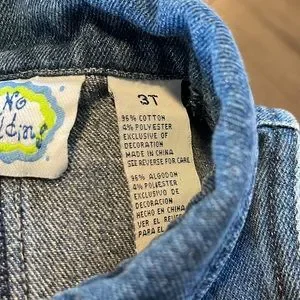 No
3T
96% COTTON
4% POLYESTER
EXCLUSIVE OF
DECORATION
MADE IN CHINA
SEE REVERSE FOR CARE
96% ALGODON
4% POLIESTER
EXCLUSIVO DE
DECORACION
HECHO EN CHINA
VER EL
PARA EL